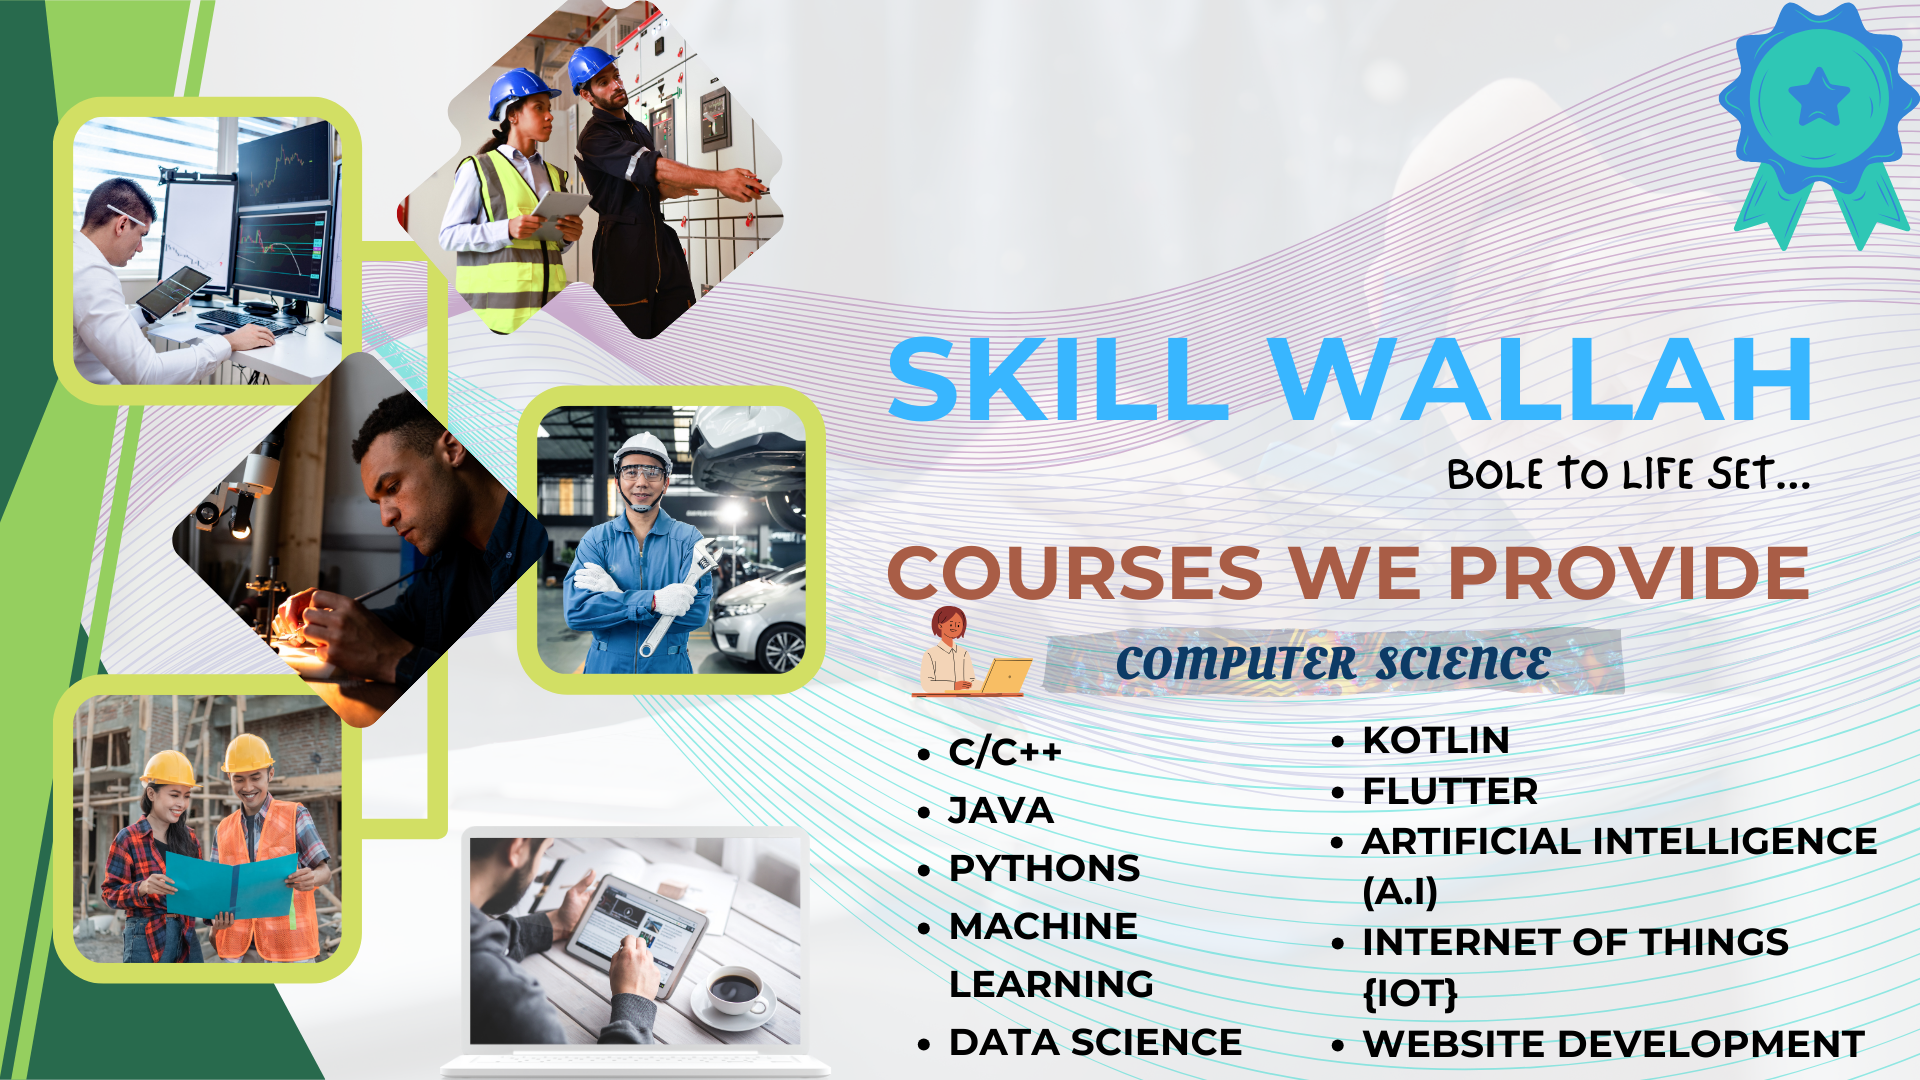 SKILL WALLAH
BOLE TO LIFE SET...
COURSES WE PROVIDE
COMPUTER SCIENCE
• C/C++
• JAVA
• PYTHONS
• MACHINE
LEARNING
• DATA SCIENCE
• KOTLIN
• FLUTTER
• ARTIFICIAL INTELLIGENCE
(A.I)
• INTERNET OF THINGS
{IOT}
• WEBSITE DEVELOPMENT